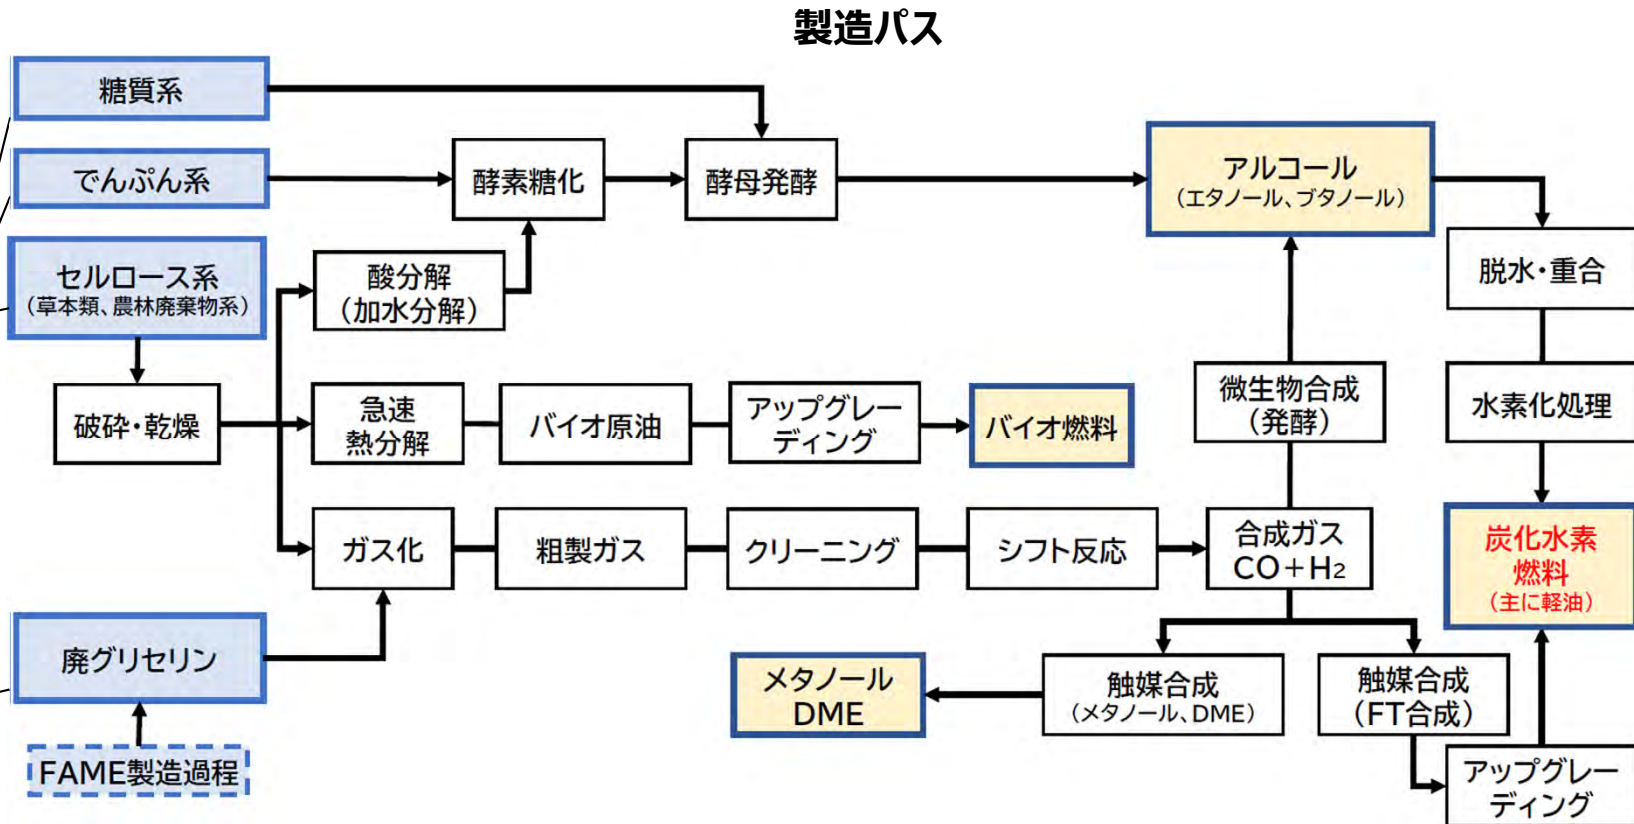 製造パス
糖質系
でんぷん系
酵素糖化
酵母発酵
アルコール
（エタノール、ブタノール）
セルロース系
（草本類、農林廃棄物系）
酸分解
（加水分解）
脱水・重合
破砕・乾燥
急速
熱分解
バイオ原油
アップグレー
ディング
バイオ燃料
微生物合成
（発酵）
水素化処理
ガス化
粗製ガス
クリーニング
シフト反応
合成ガス
CO＋H2
炭化水素
燃料
（主に軽油）
廃グリセリン
メタノール
DME
触媒合成
（メタノール、DME）
触媒合成
（FT合成）
FAME製造過程
アップグレー
ディング